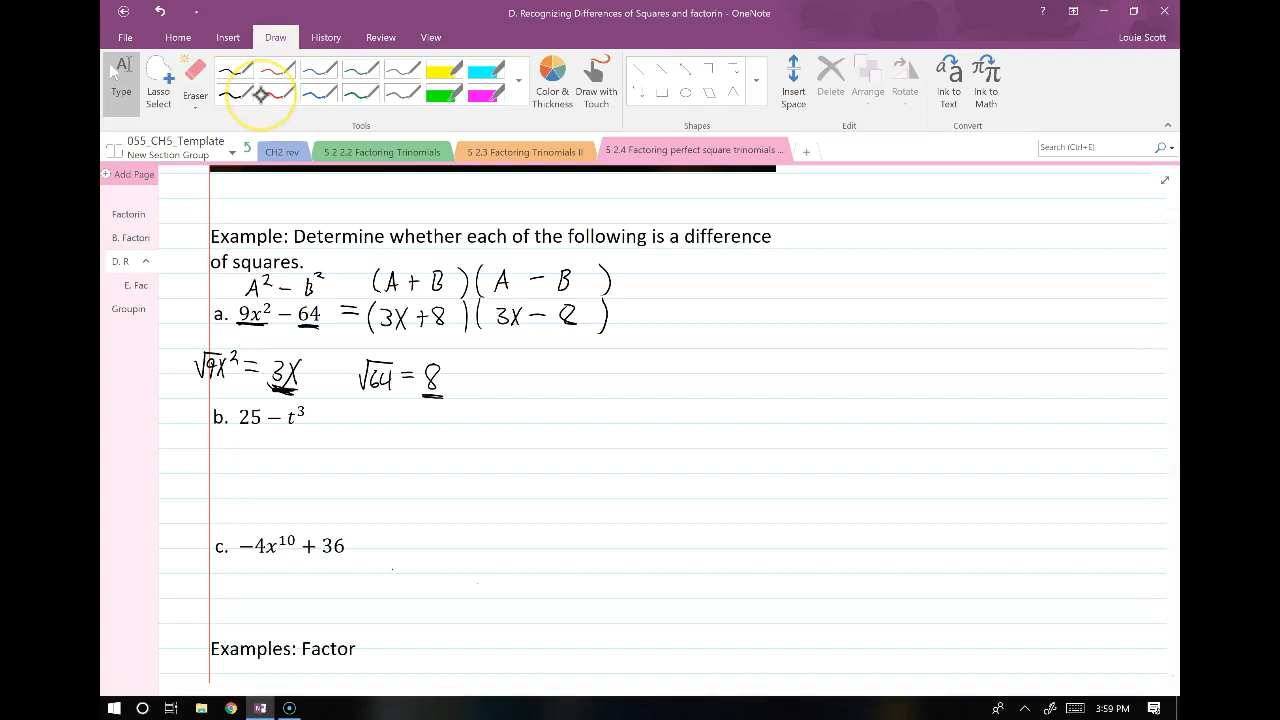 D. Recognizing Differences of Squares and factorin - OneNote
?
File Home Insert Draw History Review View Louie Scott
Type Lasso Select Eraser Color & Thickness Draw with Touch Insert Space Delete Arrange Rotate Ink to Text Ink to Math
Tools Shapes Edit Convert
055_CH5_Template
New Section Group
CH2 rev 5 2 2.2 Factoring Trinomials 5 2.3 Factoring Trinomials II 5 2.4 Factoring perfect square trinomials ... + Search (Ctrl+E)
Add Page
Factorin
B. Factori
D. R
E. Fac
Groupin
Example: Determine whether each of the following is a difference
of squares.
A² − B² (A + B)(A − B)
a. 9x² − 64 = (3X + 8)(3X − 8)
√9X² = 3X √64 = 8
b. 25 − t³
c. −4x¹⁰ + 36
Examples: Factor
3:59 PM